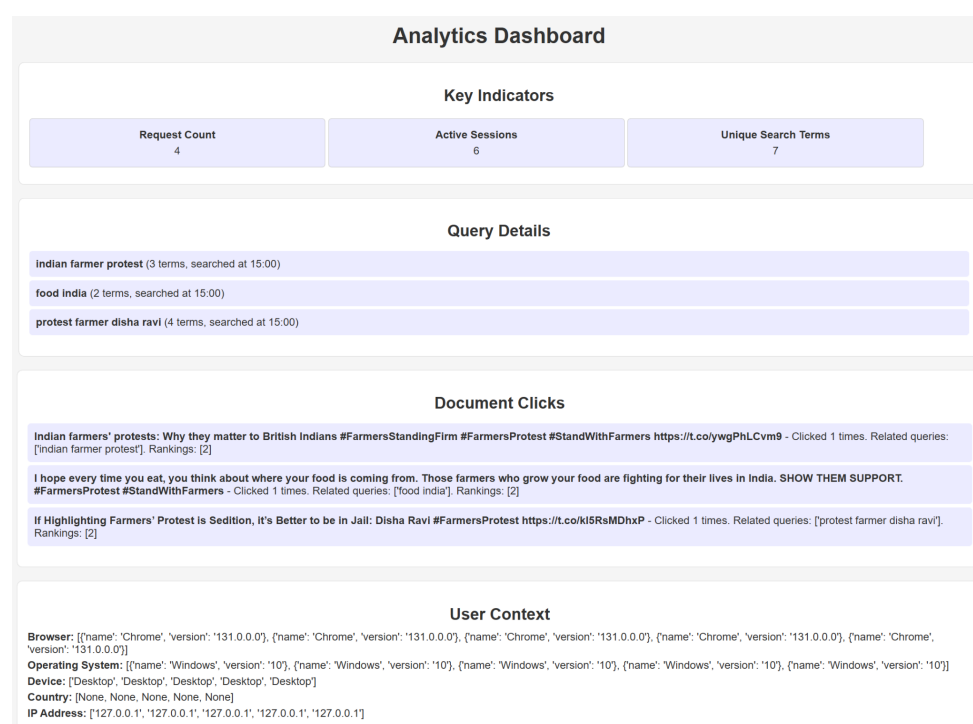 Analytics Dashboard
Key Indicators
Request Count
4
Active Sessions
6
Unique Search Terms
7
Query Details
indian farmer protest (3 terms, searched at 15:00)
food india (2 terms, searched at 15:00)
protest farmer disha ravi (4 terms, searched at 15:00)
Document Clicks
Indian farmers' protests: Why they matter to British Indians #FarmersStandingFirm #FarmersProtest #StandWithFarmers https://t.co/ywgPhLCvm9 - Clicked 1 times. Related queries:
['indian farmer protest']. Rankings: [2]
I hope every time you eat, you think about where your food is coming from. Those farmers who grow your food are fighting for their lives in India. SHOW THEM SUPPORT.
#FarmersProtest #StandWithFarmers - Clicked 1 times. Related queries: ['food india']. Rankings: [2]
If Highlighting Farmers' Protest is Sedition, it's Better to be in Jail: Disha Ravi #FarmersProtest https://t.co/kl5RsMDhxP - Clicked 1 times. Related queries: ['protest farmer disha ravi'].
Rankings: [2]
User Context
Browser: [{'name': 'Chrome', 'version': '131.0.0.0'}, {'name': 'Chrome', 'version': '131.0.0.0'}, {'name': 'Chrome', 'version': '131.0.0.0'}, {'name': 'Chrome', 'version': '131.0.0.0'}, {'name': 'Chrome',
'version': '131.0.0.0'}]
Operating System: [{'name': 'Windows', 'version': '10'}, {'name': 'Windows', 'version': '10'}, {'name': 'Windows', 'version': '10'}, {'name': 'Windows', 'version': '10'}, {'name': 'Windows', 'version': '10'}]
Device: ['Desktop', 'Desktop', 'Desktop', 'Desktop', 'Desktop']
Country: [None, None, None, None, None]
IP Address: ['127.0.0.1', '127.0.0.1', '127.0.0.1', '127.0.0.1', '127.0.0.1']